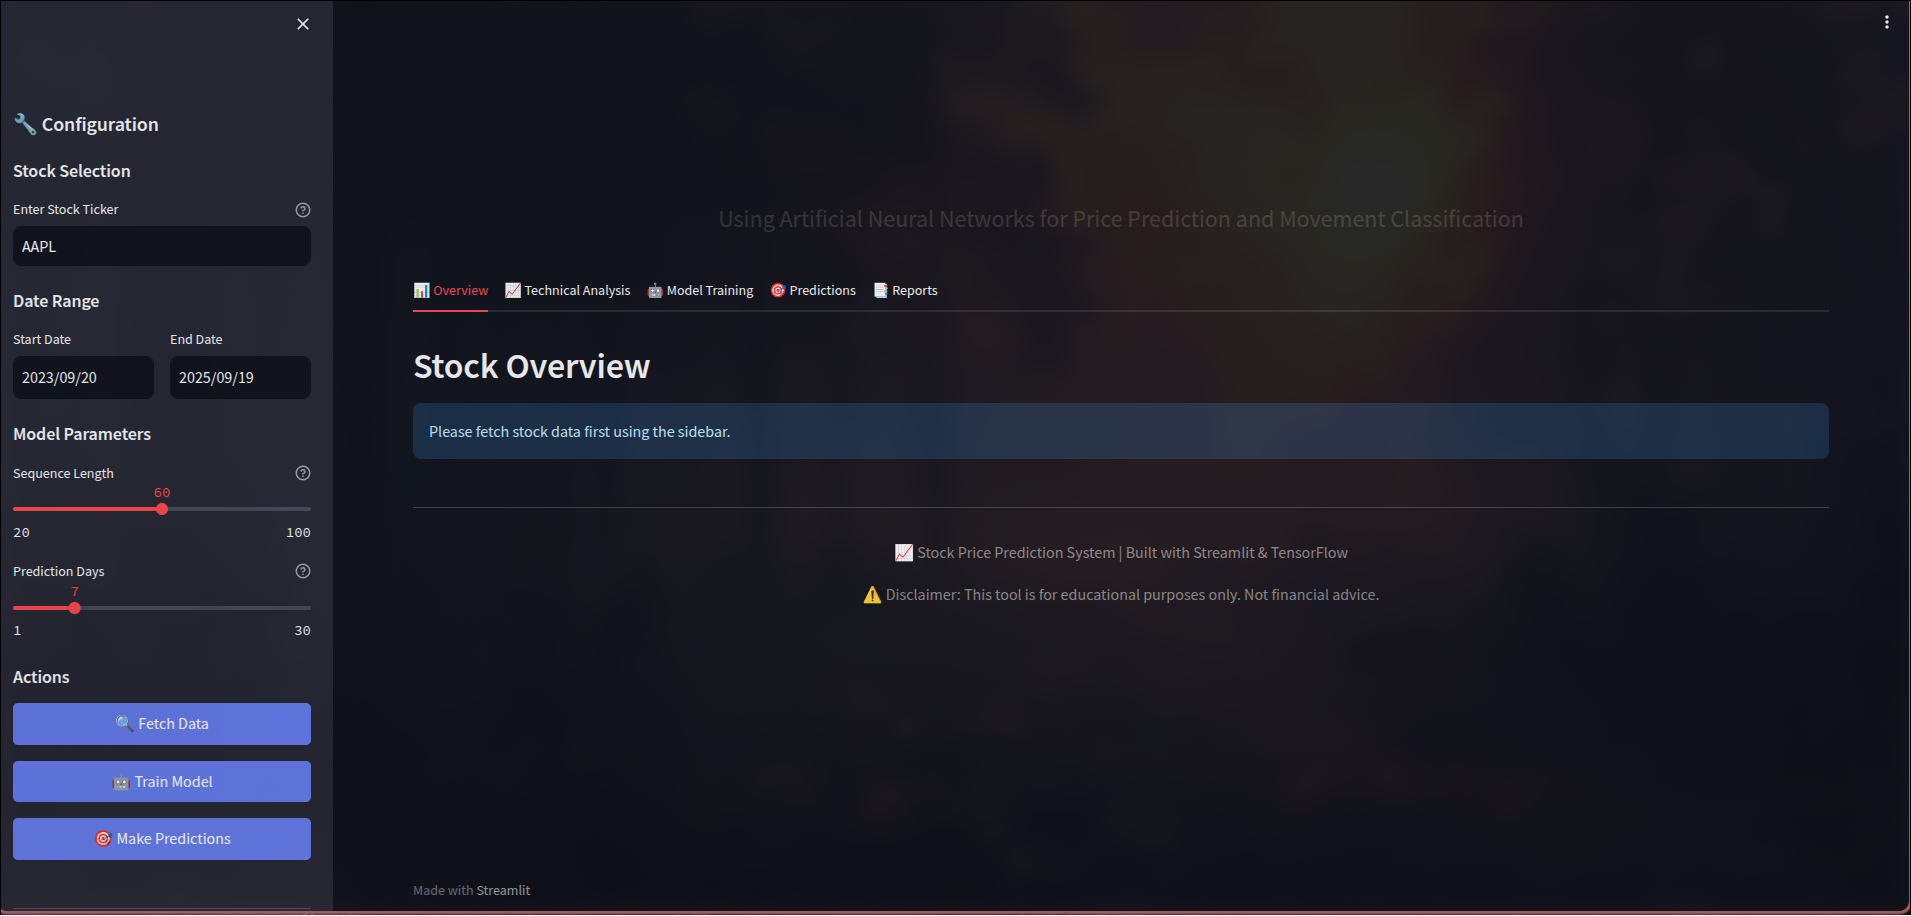 Configuration
Stock Selection
Enter Stock Ticker
AAPL
Date Range
Start Date End Date
2023/09/20 2025/09/19
Model Parameters
Sequence Length
60
20 100
Prediction Days
7
1 30
Actions
Fetch Data
Train Model
Make Predictions
Using Artificial Neural Networks for Price Prediction and Movement Classification
Overview Technical Analysis Model Training Predictions Reports
Stock Overview
Please fetch stock data first using the sidebar.
Stock Price Prediction System | Built with Streamlit & TensorFlow
Disclaimer: This tool is for educational purposes only. Not financial advice.
Made with Streamlit